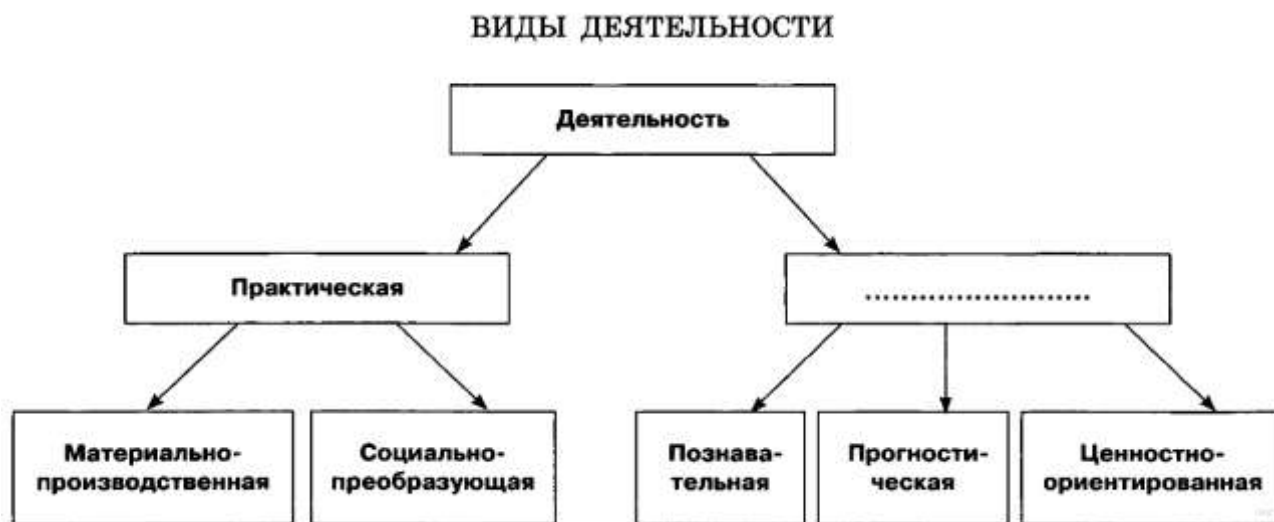 ВИДЫ ДЕЯТЕЛЬНОСТИ
Деятельность
Практическая
........................
Материально-
производственная
Социально-
преобразующая
Познава-
тельная
Прогности-
ческая
Ценностно-
ориентированная